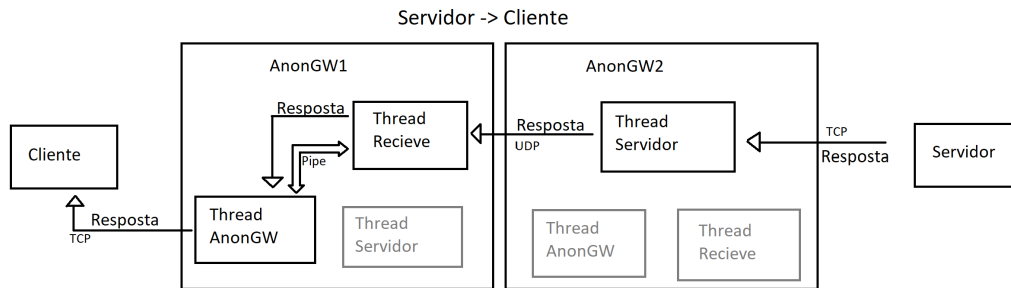 Servidor -> Cliente
AnonGW1
AnonGW2
Cliente
Resposta
TCP
Resposta
Thread
Recieve
Pipe
Thread
AnonGW
Thread
Servidor
Resposta
UDP
Thread
Servidor
Thread
AnonGW
Thread
Recieve
TCP
Resposta
Servidor